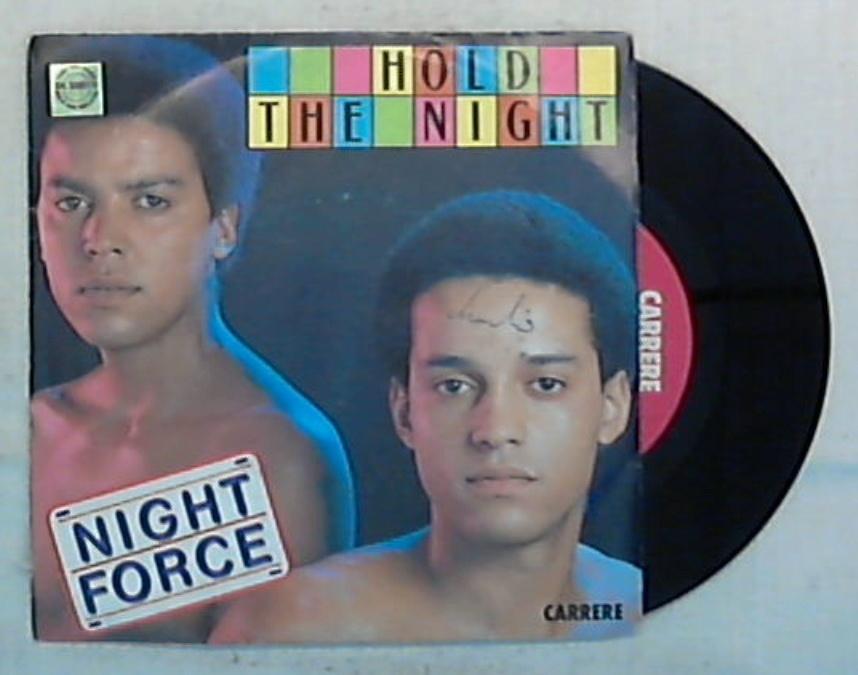 HOLD
THE NIGHT
NIGHT
FORCE
CARRERE
CARRERE